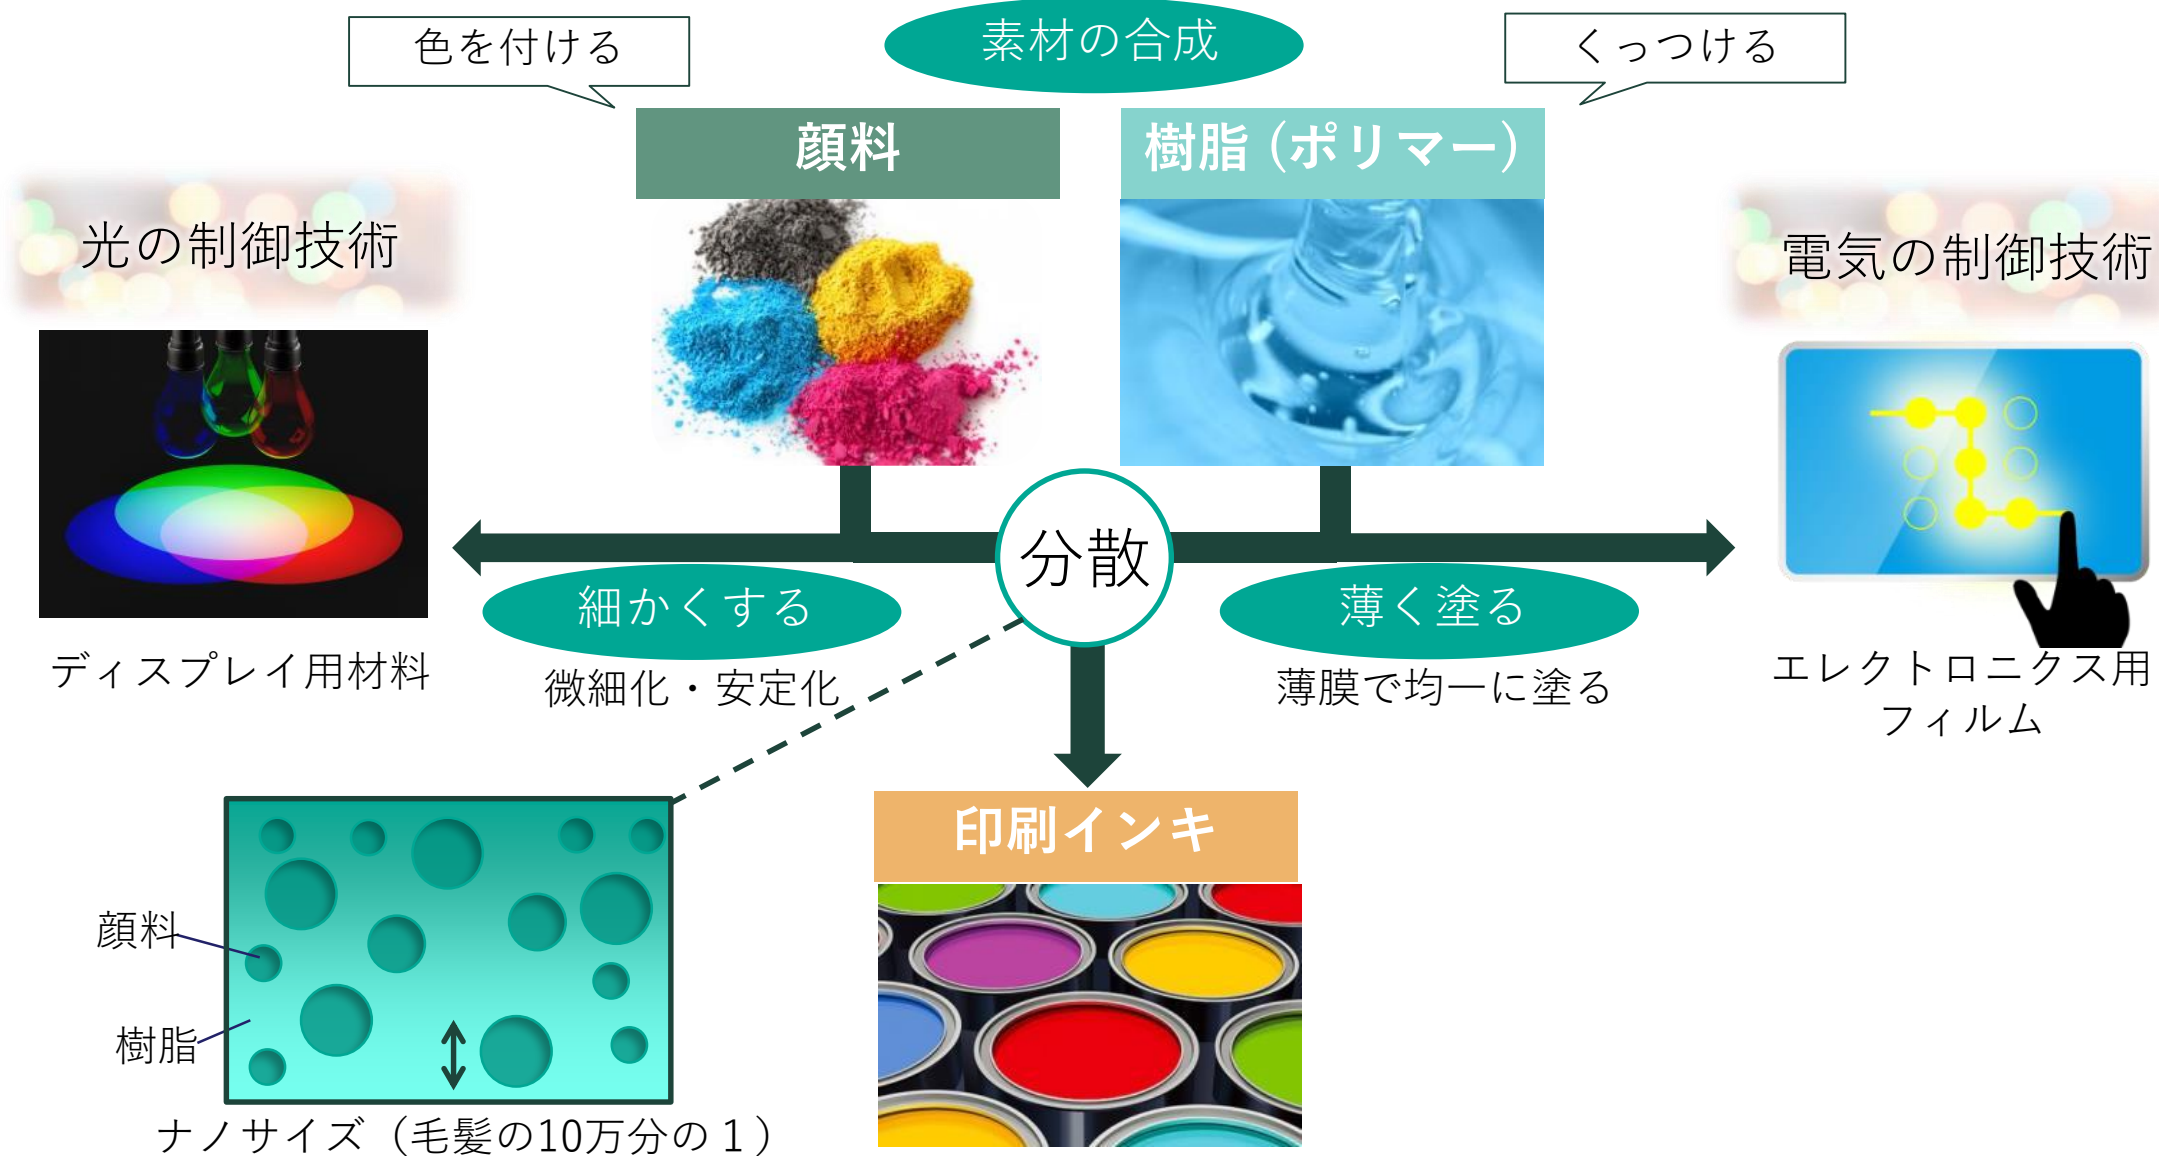 色を付ける
素材の合成
くっつける
顔料
樹脂 (ポリマー)
光の制御技術
電気の制御技術
分散
細かくする
薄く塗る
ディスプレイ用材料
微細化・安定化
薄膜で均一に塗る
エレクトロニクス用
フィルム
印刷インキ
顔料
樹脂
ナノサイズ（毛髪の10万分の１）